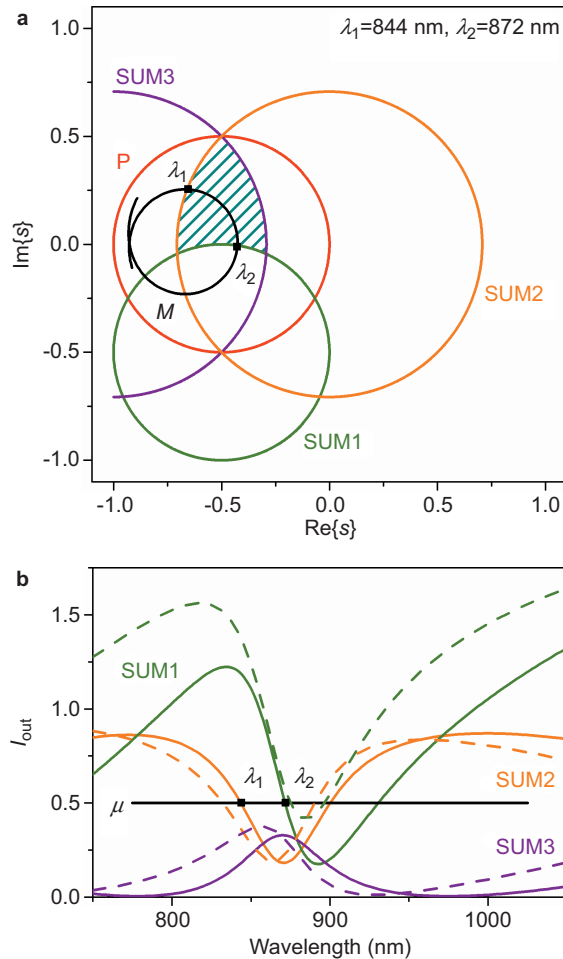 a
λ1=844 nm, λ2=872 nm
1.0
SUM3
0.5
P
λ1
Im{s}
0.0
λ2
SUM2
M
-0.5
SUM1
-1.0
-1.0 -0.5 0.0 0.5 1.0
Re{s}
b
1.5
SUM1
Iout
1.0
λ1 λ2
SUM2
μ
0.5
SUM3
0.0
800 900 1000
Wavelength (nm)